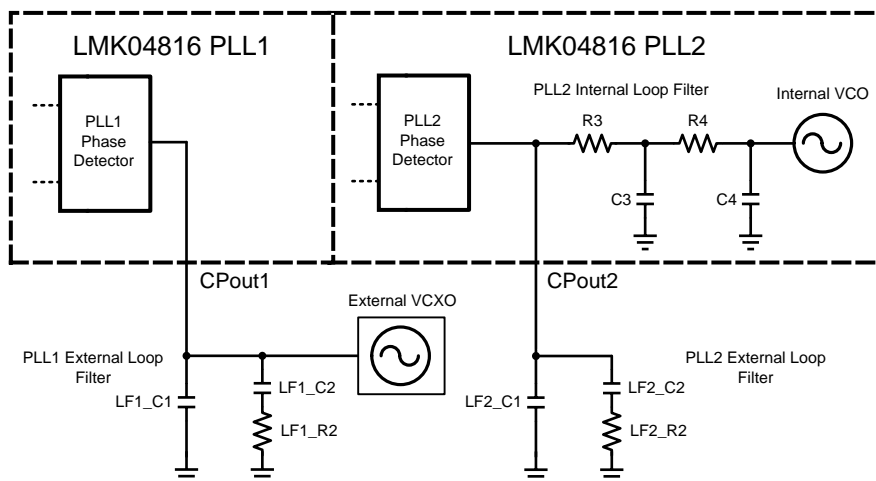 LMK04816 PLL1
LMK04816 PLL2
PLL1
Phase
Detector
PLL2
Phase
Detector
PLL2 Internal Loop Filter
Internal VCO
R3
R4
C3
C4
CPout1
CPout2
External VCXO
PLL1 External Loop
Filter
LF1_C1
LF1_C2
LF1_R2
LF2_C1
LF2_C2
LF2_R2
PLL2 External Loop
Filter